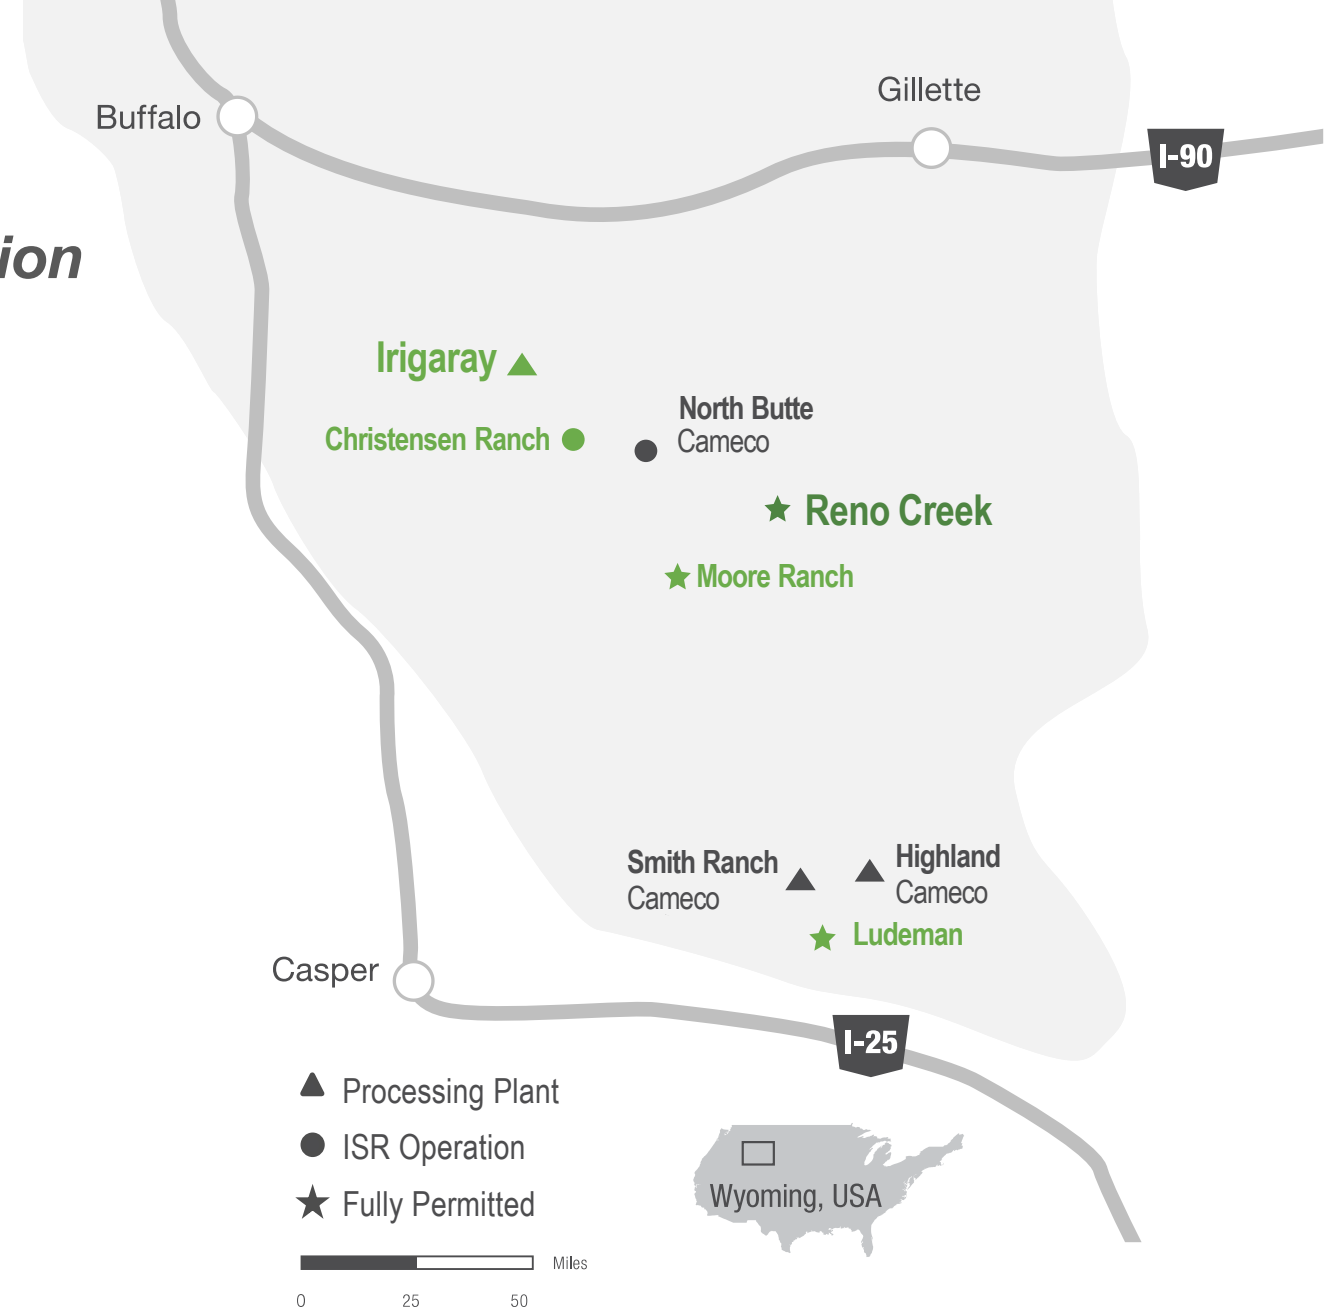 Gillette
Buffalo
I-90
ion
Irigaray
North Butte
Cameco
Christensen Ranch
Reno Creek
Moore Ranch
Smith Ranch
Cameco
Highland
Cameco
Ludeman
Casper
I-25
Processing Plant
ISR Operation
Fully Permitted
Wyoming, USA
Miles
0 25 50